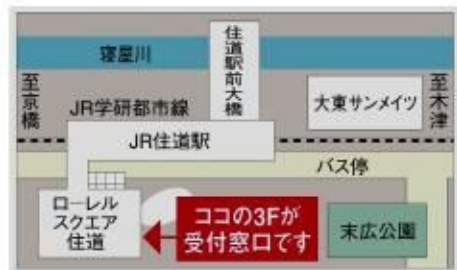 寝屋川
住道駅前大橋
至京橋
JR学研都市線
大東サンメイツ
至木津
JR住道駅
バス停
ローレル
スクエア
住道
ココの3Fが
受付窓口です
末広公園